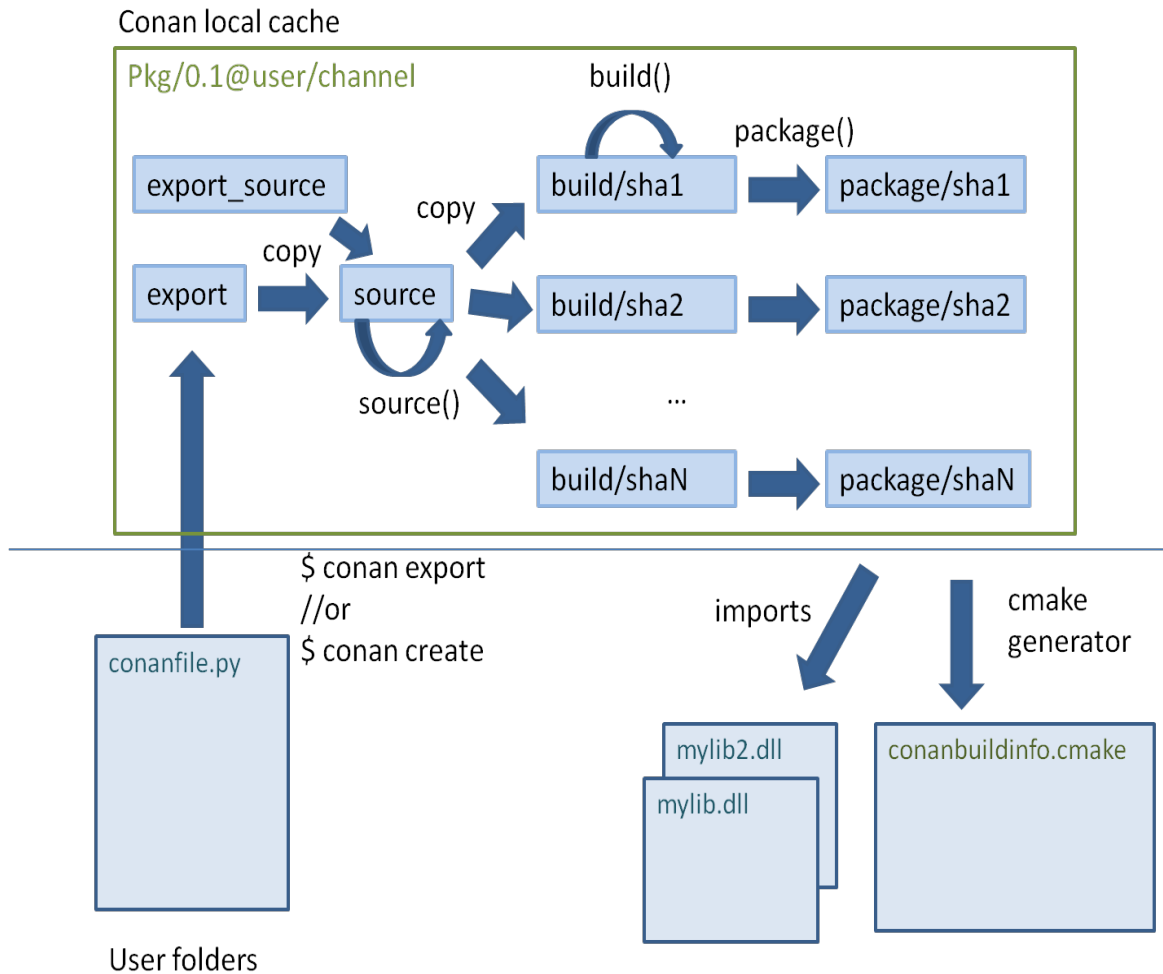 Conan local cache
Pkg/0.1@user/channel
build()
package()
export_source
build/sha1
package/sha1
copy
copy
export
source
build/sha2
package/sha2
source()
...
build/shaN
package/shaN
$ conan export
//or
$ conan create
imports
cmake
generator
conanfile.py
mylib2.dll
conanbuildinfo.cmake
mylib.dll
User folders